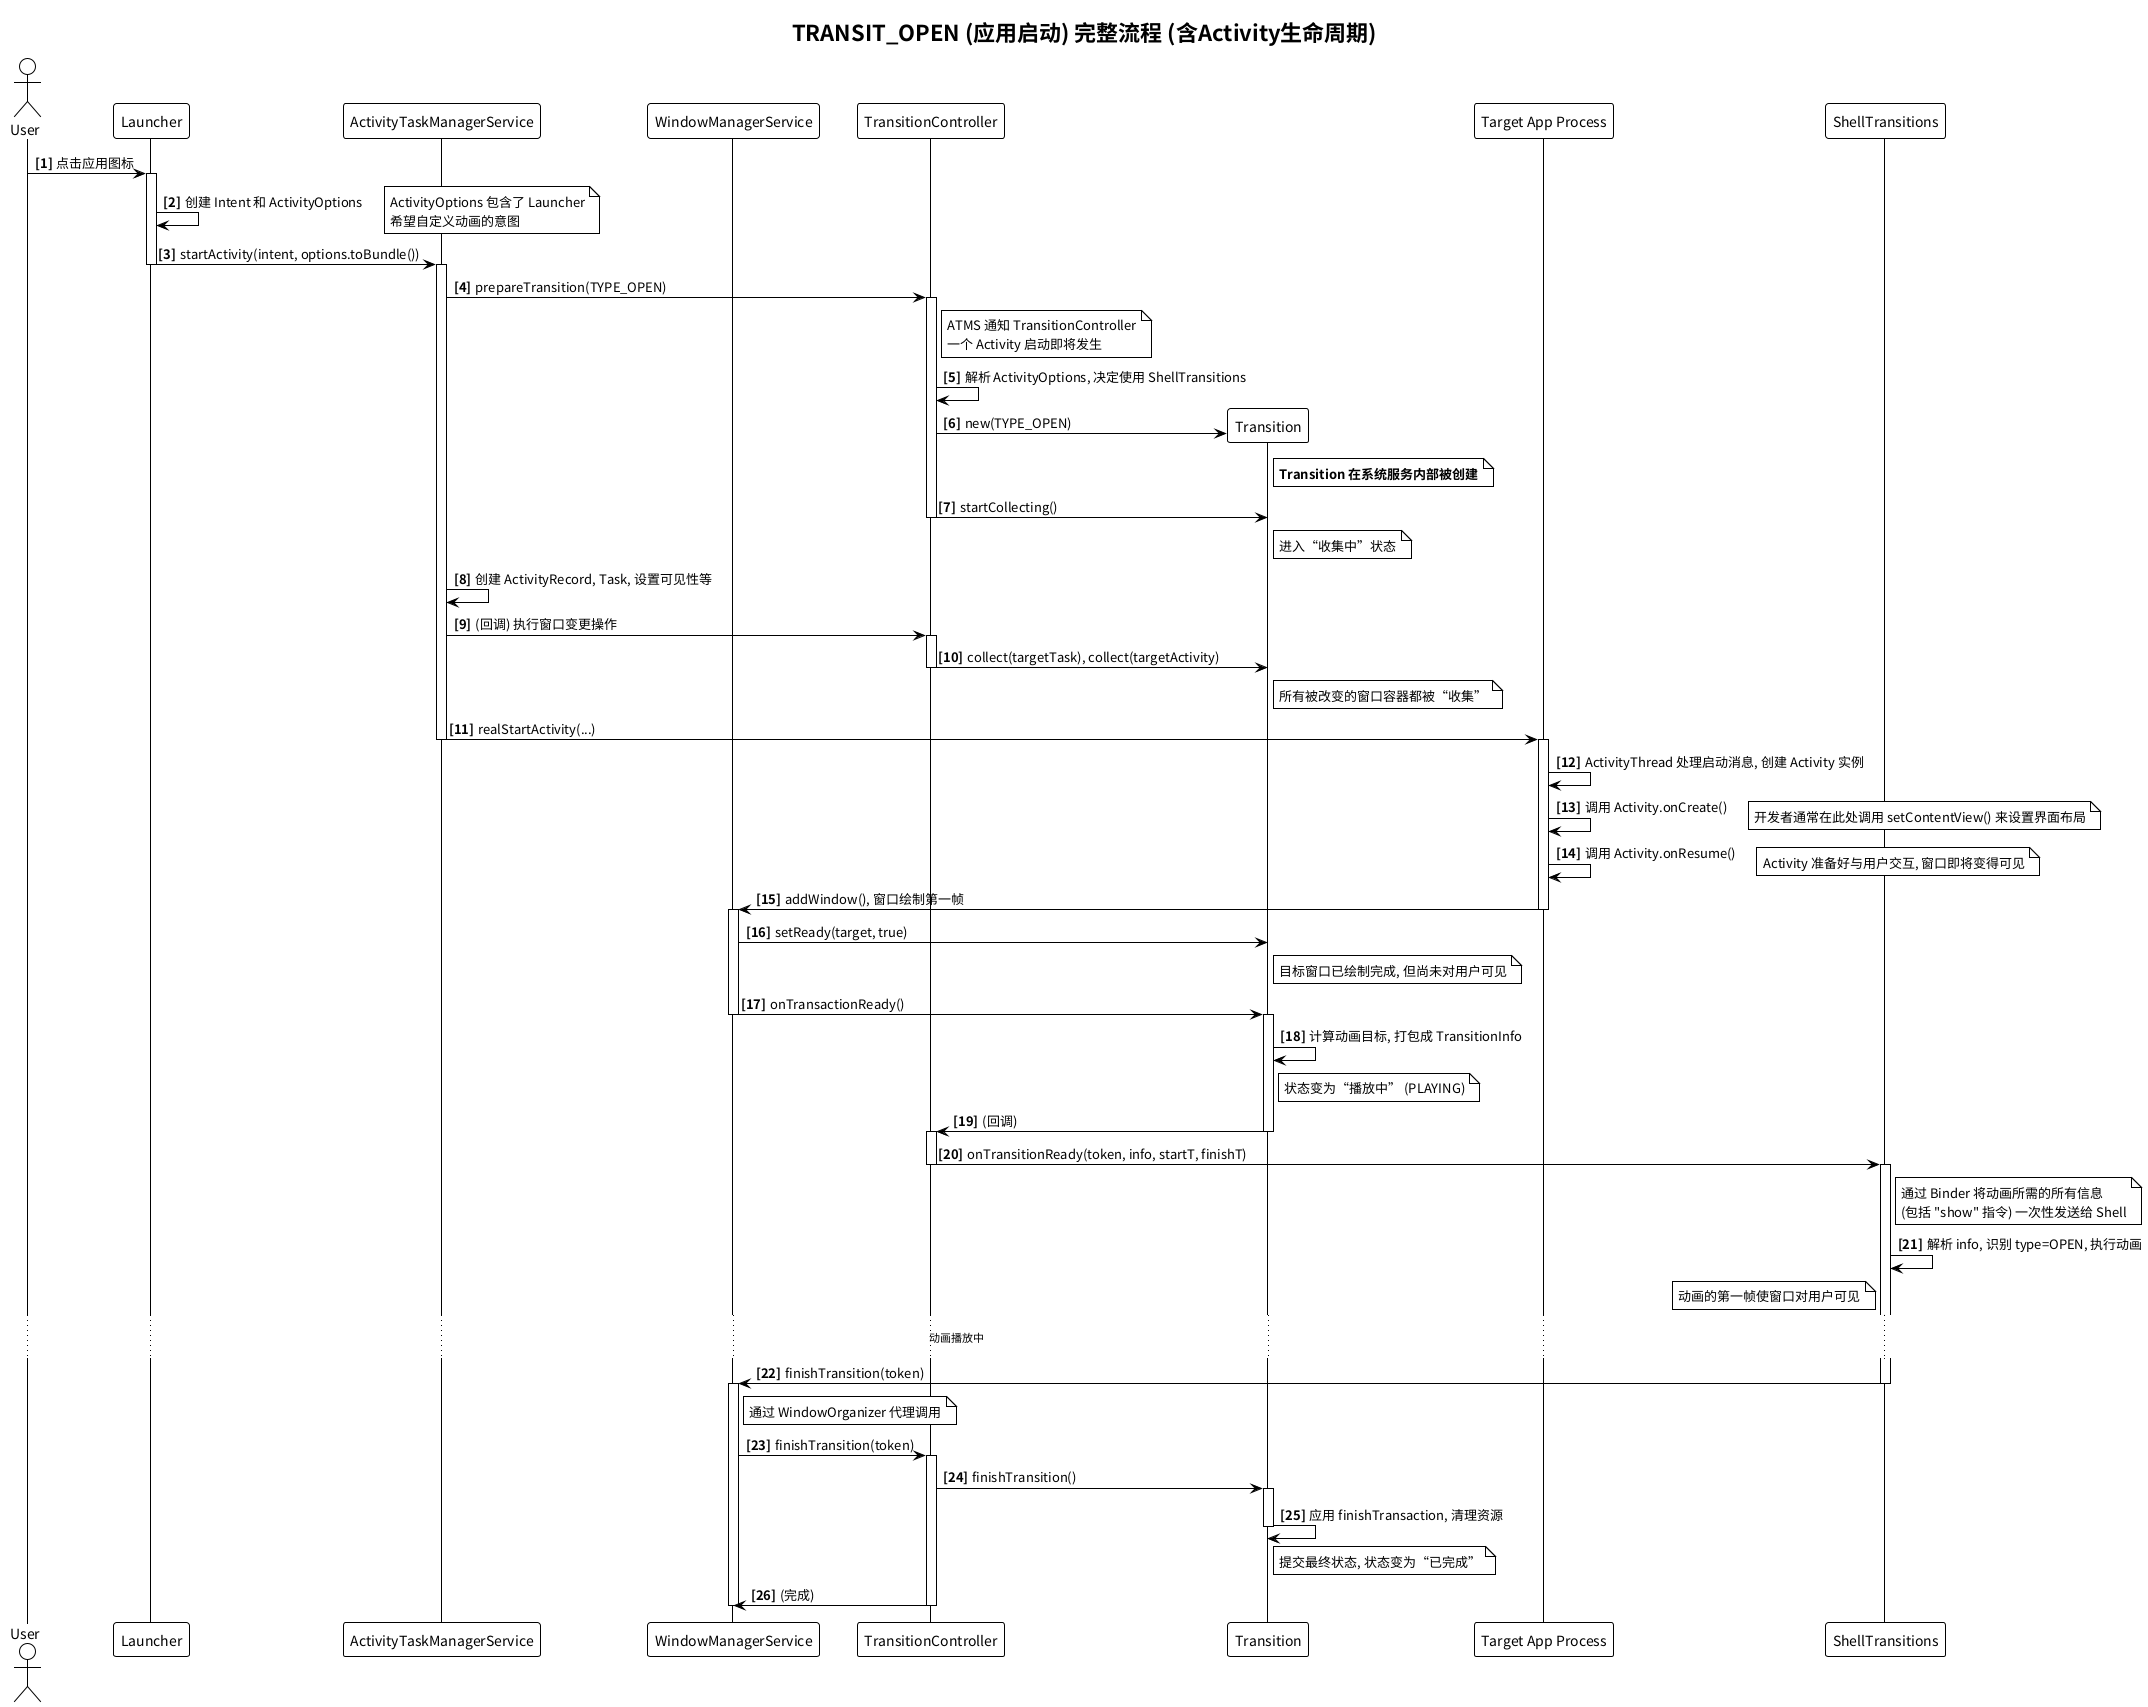 TRANSIT_OPEN (应用启动) 完整流程 (含Activity生命周期)
User
Launcher
ActivityTaskManagerService
WindowManagerService
TransitionController
Target App Process
ShellTransitions
[1] 点击应用图标
[2] 创建 Intent 和 ActivityOptions
ActivityOptions 包含了 Launcher
希望自定义动画的意图
[3] startActivity(intent, options.toBundle())
[4] prepareTransition(TYPE_OPEN)
ATMS 通知 TransitionController
一个 Activity 启动即将发生
[5] 解析 ActivityOptions, 决定使用 ShellTransitions
[6] new(TYPE_OPEN)
Transition
Transition 在系统服务内部被创建
[7] startCollecting()
进入“收集中”状态
[8] 创建 ActivityRecord, Task, 设置可见性等
[9] (回调) 执行窗口变更操作
[10] collect(targetTask), collect(targetActivity)
所有被改变的窗口容器都被“收集”
[11] realStartActivity(...)
[12] ActivityThread 处理启动消息, 创建 Activity 实例
[13] 调用 Activity.onCreate()
开发者通常在此处调用 setContentView() 来设置界面布局
[14] 调用 Activity.onResume()
Activity 准备好与用户交互, 窗口即将变得可见
[15] addWindow(), 窗口绘制第一帧
[16] setReady(target, true)
目标窗口已绘制完成, 但尚未对用户可见
[17] onTransactionReady()
[18] 计算动画目标, 打包成 TransitionInfo
状态变为“播放中” (PLAYING)
[19] (回调)
[20] onTransitionReady(token, info, startT, finishT)
通过 Binder 将动画所需的所有信息
(包括 "show" 指令) 一次性发送给 Shell
[21] 解析 info, 识别 type=OPEN, 执行动画
动画的第一帧使窗口对用户可见
动画播放中
[22] finishTransition(token)
通过 WindowOrganizer 代理调用
[23] finishTransition(token)
[24] finishTransition()
[25] 应用 finishTransaction, 清理资源
提交最终状态, 状态变为“已完成”
[26] (完成)
User
Launcher
ActivityTaskManagerService
WindowManagerService
TransitionController
Transition
Target App Process
ShellTransitions